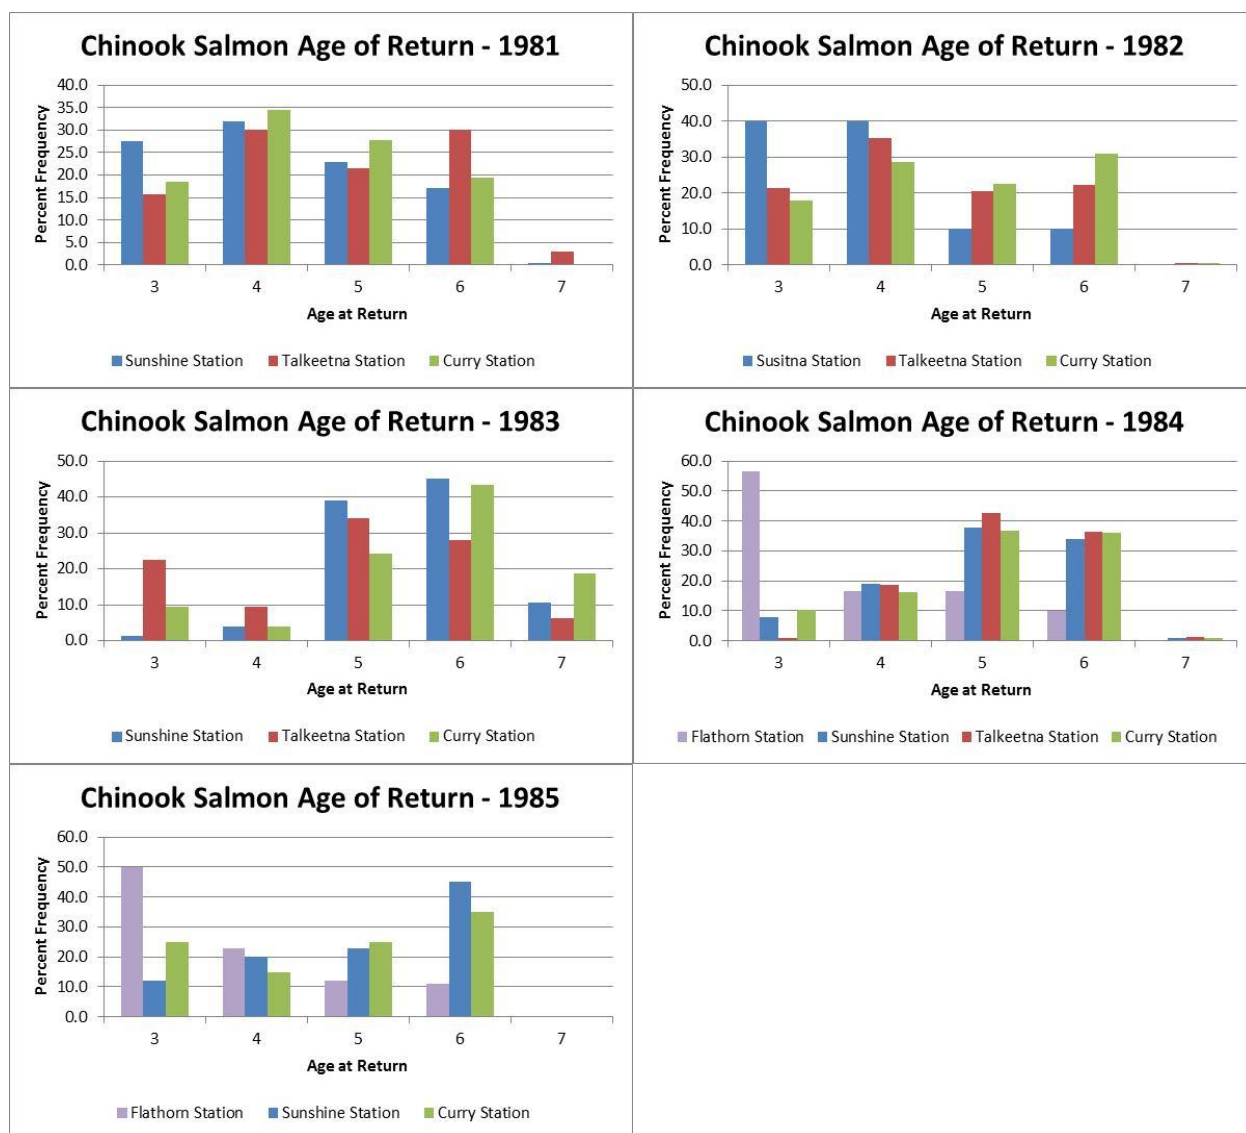 Chinook Salmon Age of Return - 1981
Percent Frequency
40.0
35.0
30.0
25.0
20.0
15.0
10.0
5.0
0.0
3 4 5 6 7
Age at Return
Sunshine Station Talkeetna Station Curry Station
Chinook Salmon Age of Return - 1982
Percent Frequency
50.0
40.0
30.0
20.0
10.0
0.0
3 4 5 6 7
Age at Return
Susitna Station Talkeetna Station Curry Station
Chinook Salmon Age of Return - 1983
Percent Frequency
50.0
40.0
30.0
20.0
10.0
0.0
3 4 5 6 7
Age at Return
Sunshine Station Talkeetna Station Curry Station
Chinook Salmon Age of Return - 1984
Percent Frequency
60.0
50.0
40.0
30.0
20.0
10.0
0.0
3 4 5 6 7
Age at Return
Flathorn Station Sunshine Station Talkeetna Station Curry Station
Chinook Salmon Age of Return - 1985
Percent Frequency
60.0
50.0
40.0
30.0
20.0
10.0
0.0
3 4 5 6 7
Age at Return
Flathorn Station Sunshine Station Curry Station